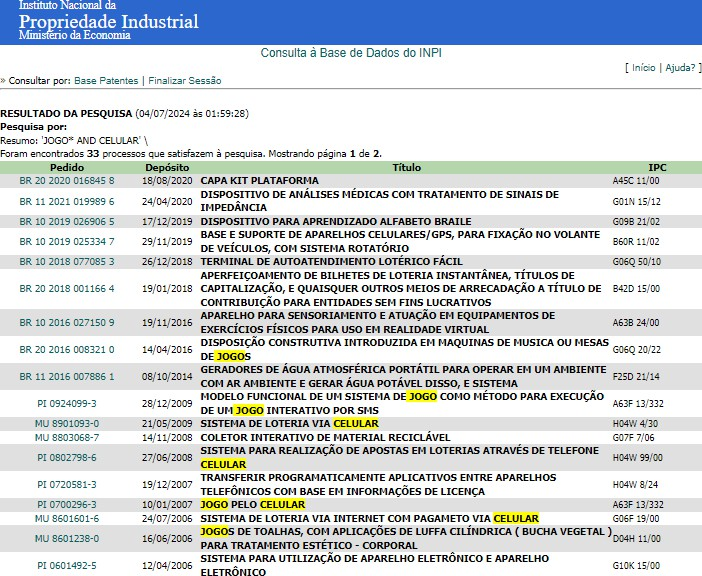 Instituto Nacional da
Propriedade Industrial
Ministério da Economia
Consulta à Base de Dados do INPI
[ Início | Ajuda? ]
» Consultar por: Base Patentes | Finalizar Sessão
RESULTADO DA PESQUISA (04/07/2024 às 01:59:28)
Pesquisa por:
Resumo: 'JOGO* AND CELULAR' \
Foram encontrados 33 processos que satisfazem à pesquisa. Mostrando página 1 de 2.
Pedido Depósito Título IPC
BR 20 2020 016845 8 18/08/2020 CAPA KIT PLATAFORMA A45C 11/00
BR 11 2021 019989 6 24/04/2020 DISPOSITIVO DE ANÁLISES MÉDICAS COM TRATAMENTO DE SINAIS DE
IMPEDÂNCIA G01N 15/12
BR 10 2019 026906 5 17/12/2019 DISPOSITIVO PARA APRENDIZADO ALFABETO BRAILE G09B 21/02
BR 10 2019 025334 7 29/11/2019 BASE E SUPORTE DE APARELHOS CELULARES/GPS, PARA FIXAÇÃO NO VOLANTE
DE VEÍCULOS, COM SISTEMA ROTATÓRIO B60R 11/02
BR 10 2018 077085 3 26/12/2018 TERMINAL DE AUTOATENDIMENTO LOTÉRICO FÁCIL G06Q 50/10
BR 20 2018 001166 4 19/01/2018 APERFEIÇOAMENTO DE BILHETES DE LOTERIA INSTANTÂNEA, TÍTULOS DE
CAPITALIZAÇÃO, E QUAISQUER OUTROS MEIOS DE ARRECADAÇÃO A TÍTULO DE
CONTRIBUIÇÃO PARA ENTIDADES SEM FINS LUCRATIVOS B42D 15/00
BR 10 2016 027150 9 19/11/2016 APARELHO PARA SENSORIAMENTO E ATUAÇÃO EM EQUIPAMENTOS DE
EXERCÍCIOS FÍSICOS PARA USO EM REALIDADE VIRTUAL A63B 24/00
BR 20 2016 008321 0 14/04/2016 DISPOSIÇÃO CONSTRUTIVA INTRODUZIDA EM MAQUINAS DE MUSICA OU MESAS
DE JOGOS G06Q 20/22
BR 11 2016 007886 1 08/10/2014 GERADORES DE ÁGUA ATMOSFÉRICA PORTÁTIL PARA OPERAR EM UM AMBIENTE
COM AR AMBIENTE E GERAR ÁGUA POTÁVEL DISSO, E SISTEMA F25D 21/14
PI 0924099-3 28/12/2009 MODELO FUNCIONAL DE UM SISTEMA DE JOGO COMO MÉTODO PARA EXECUÇÃO
DE UM JOGO INTERATIVO POR SMS A63F 13/332
MU 8901093-0 21/05/2009 SISTEMA DE LOTERIA VIA CELULAR H04W 4/30
MU 8803068-7 14/11/2008 COLETOR INTERATIVO DE MATERIAL RECICLÁVEL G07F 7/06
PI 0802798-6 27/06/2008 SISTEMA PARA REALIZAÇÃO DE APOSTAS EM LOTERIAS ATRAVÉS DE TELEFONE
CELULAR H04W 99/00
PI 0720581-3 19/12/2007 TRANSFERIR PROGRAMATICAMENTE APLICATIVOS ENTRE APARELHOS
TELEFÔNICOS COM BASE EM INFORMAÇÕES DE LICENÇA H04W 8/24
PI 0700296-3 10/01/2007 JOGO PELO CELULAR A63F 13/332
MU 8601601-6 24/07/2006 SISTEMA DE LOTERIA VIA INTERNET COM PAGAMETO VIA CELULAR G06F 19/00
MU 8601238-0 16/06/2006 JOGOS DE TOALHAS, COM APLICAÇÕES DE LUFFA CILÍNDRICA ( BUCHA VEGETAL )
PARA TRATAMENTO ESTÉTICO - CORPORAL D04H 11/00
PI 0601492-5 12/04/2006 SISTEMA PARA UTILIZAÇÃO DE APARELHO ELETRÔNICO E APARELHO
ELETRÔNICO G10K 15/00